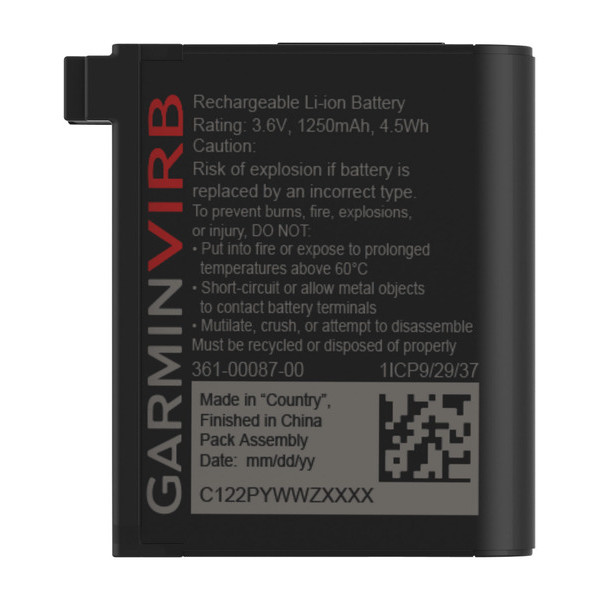 GARMIN VIRB
Rechargeable Li-ion Battery
Rating: 3.6V, 1250mAh, 4.5Wh
Caution:
Risk of explosion if battery is
replaced by an incorrect type.
To prevent burns, fire, explosions,
or injury, DO NOT:
• Put into fire or expose to prolonged
temperatures above 60°C
• Short-circuit or allow metal objects
to contact battery terminals
• Mutilate, crush, or attempt to disassemble
Must be recycled or disposed of properly
361-00087-00 1ICP9/29/37
Made in “Country”,
Finished in China
Pack Assembly
Date: mm/dd/yy
C122PYWWZXXXX